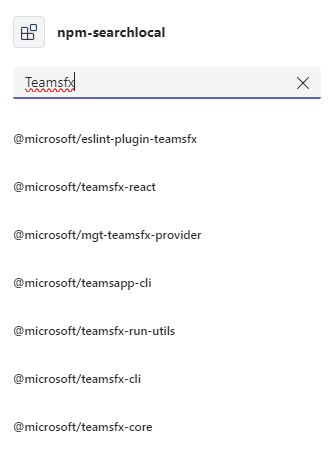 npm-searchlocal
Teamsfx
@microsoft/eslint-plugin-teamsfx
@microsoft/teamsfx-react
@microsoft/mgt-teamsfx-provider
@microsoft/teamsapp-cli
@microsoft/teamsfx-run-utils
@microsoft/teamsfx-cli
@microsoft/teamsfx-core